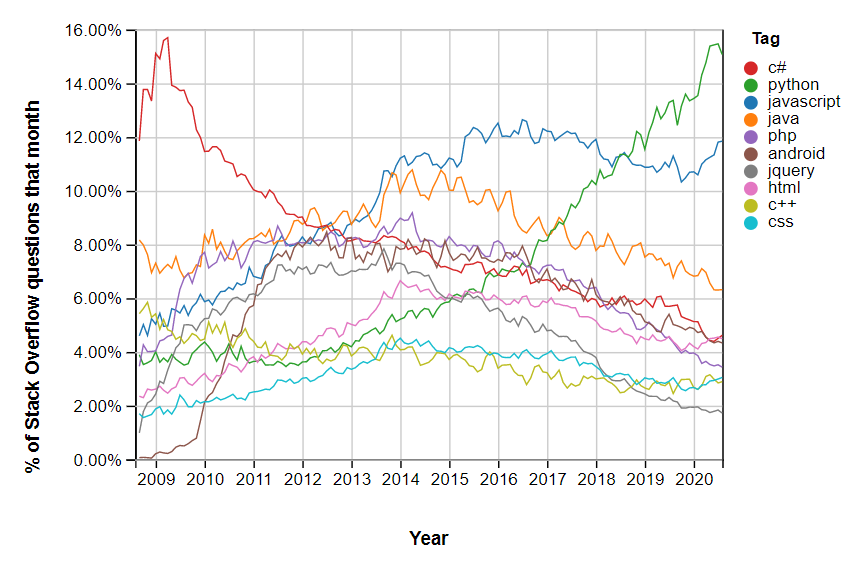 % of Stack Overflow questions that month
16.00%
14.00%
12.00%
10.00%
8.00%
6.00%
4.00%
2.00%
0.00%
2009 2010 2011 2012 2013 2014 2015 2016 2017 2018 2019 2020
Year
Tag
c#
python
javascript
java
php
android
jquery
html
c++
css